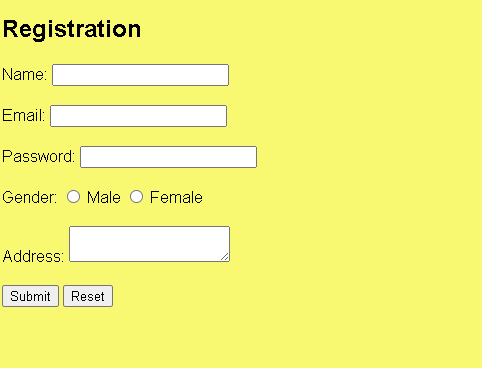 Registration
Name:
Email:
Password:
Gender: Male Female
Address:
Submit Reset